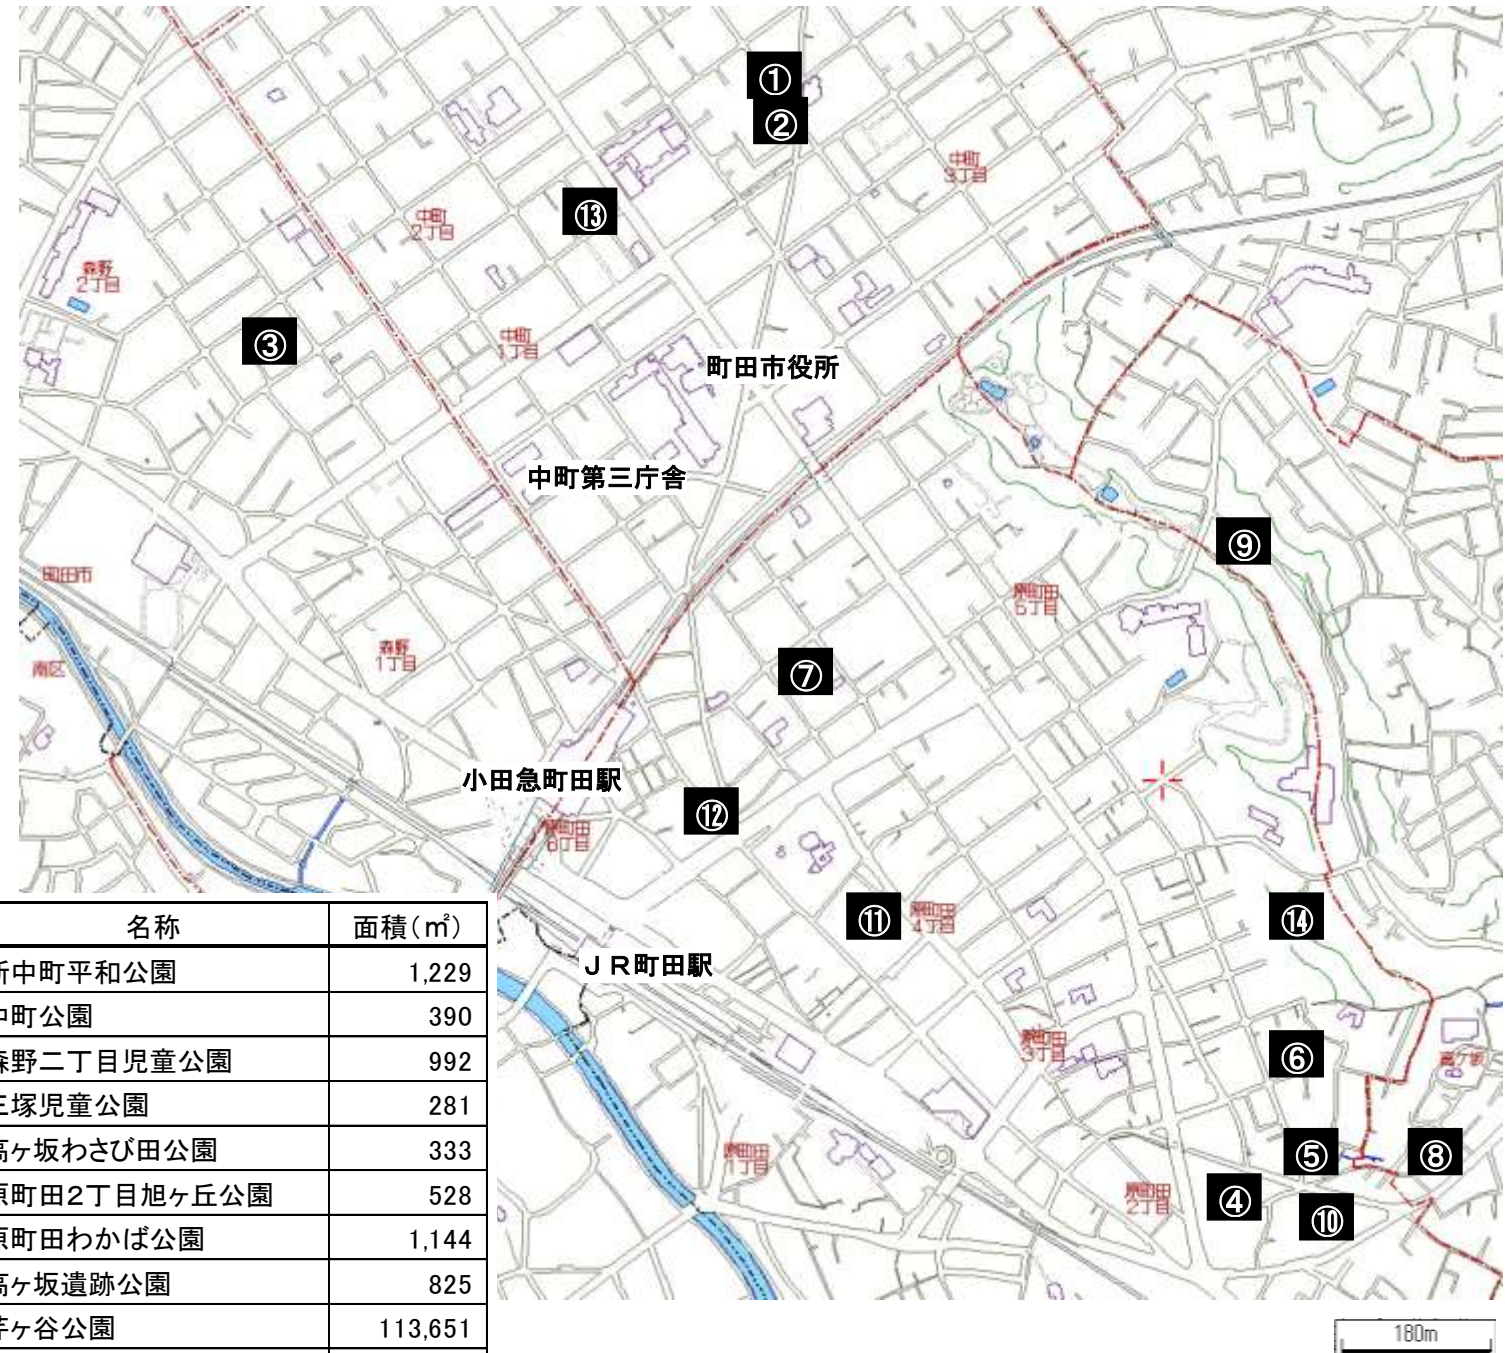 ①
②
中町
3丁目
⑬
中町
2丁目
森野
2丁目
③
中町
1丁目
町田市役所
中町第三庁舎
⑨
町田市
原町田
6丁目
森野
1丁目
南区
⑦
小田急町田駅
⑫
原町田
6丁目
⑪
原町田
4丁目
⑭
JR町田駅
原町田
3丁目
⑥
高ヶ坂
⑤
⑧
原町田
1丁目
原町田
2丁目
④
⑩
180m
名称 面積(㎡)
中町平和公園 1,229
町公園 390
野二丁目児童公園 992
塚児童公園 281
ヶ坂わさび田公園 333
町田2丁目旭ヶ丘公園 528
町田わかば公園 1,144
ヶ坂遺跡公園 825
ヶ谷公園 113,651